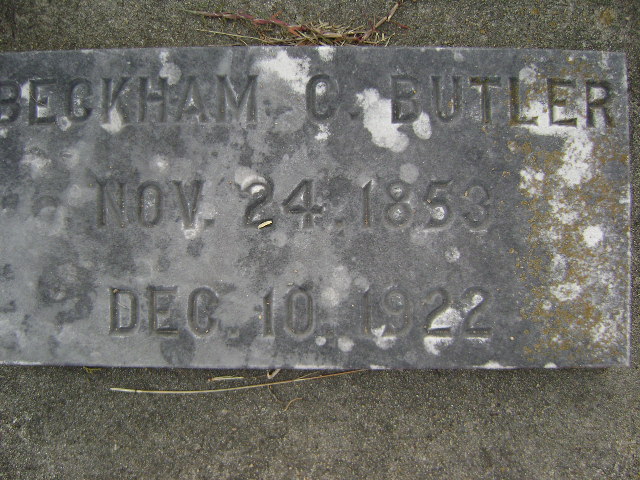 BECKHAM C. BUTLER
NOV. 24, 1853
DEC. 10, 1922